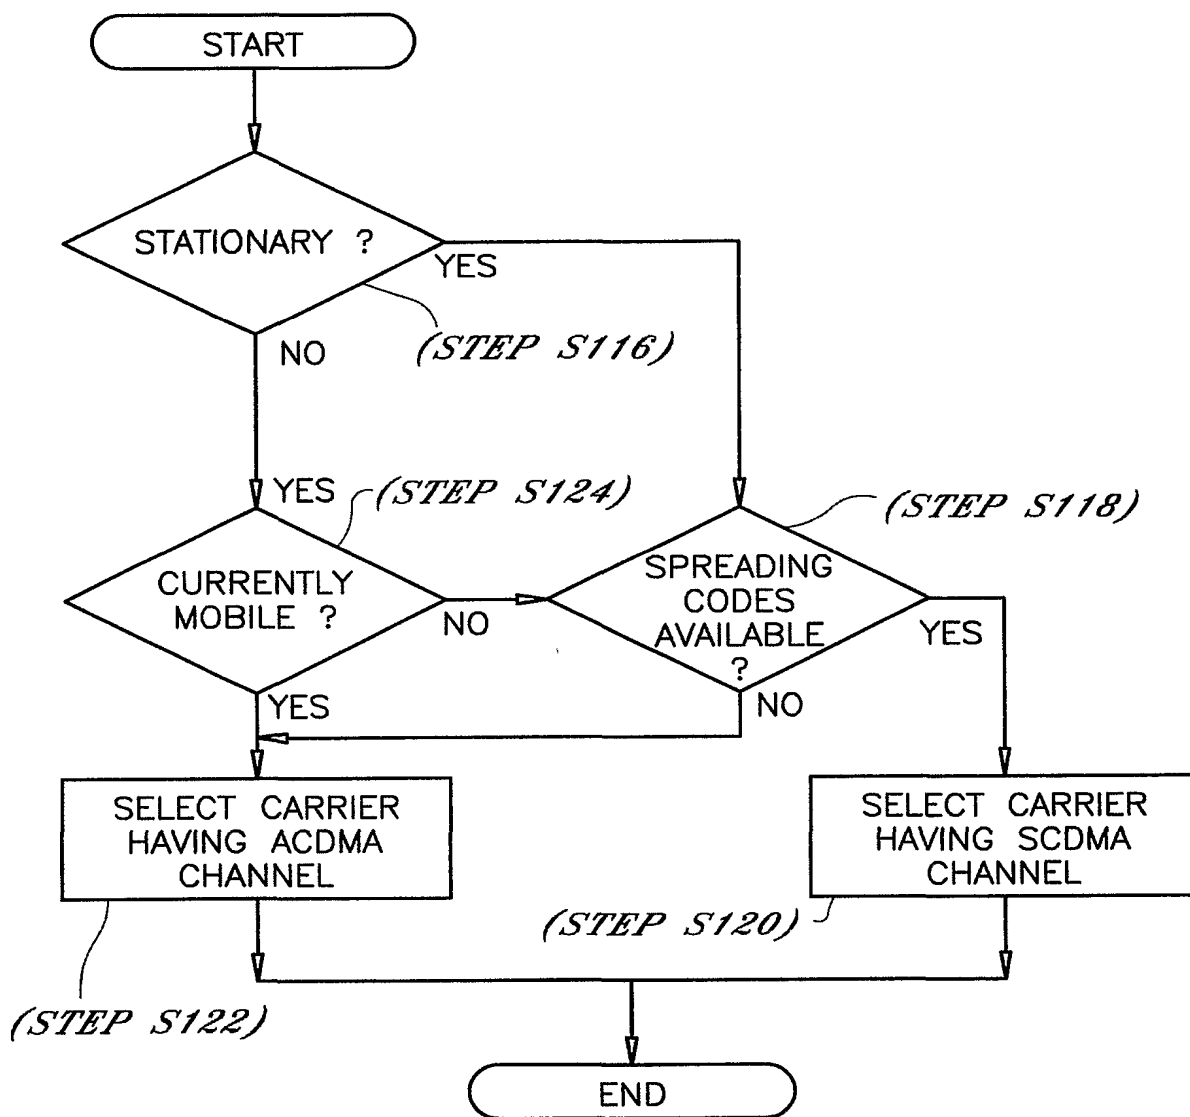 START
STATIONARY ?
YES
(STEP S116)
NO
YES
(STEP S124)
(STEP S118)
CURRENTLY
MOBILE ?
NO
SPREADING
CODES
AVAILABLE
?
YES
YES
NO
SELECT CARRIER
HAVING ACDMA
CHANNEL
SELECT CARRIER
HAVING SCDMA
CHANNEL
(STEP S120)
(STEP S122)
END